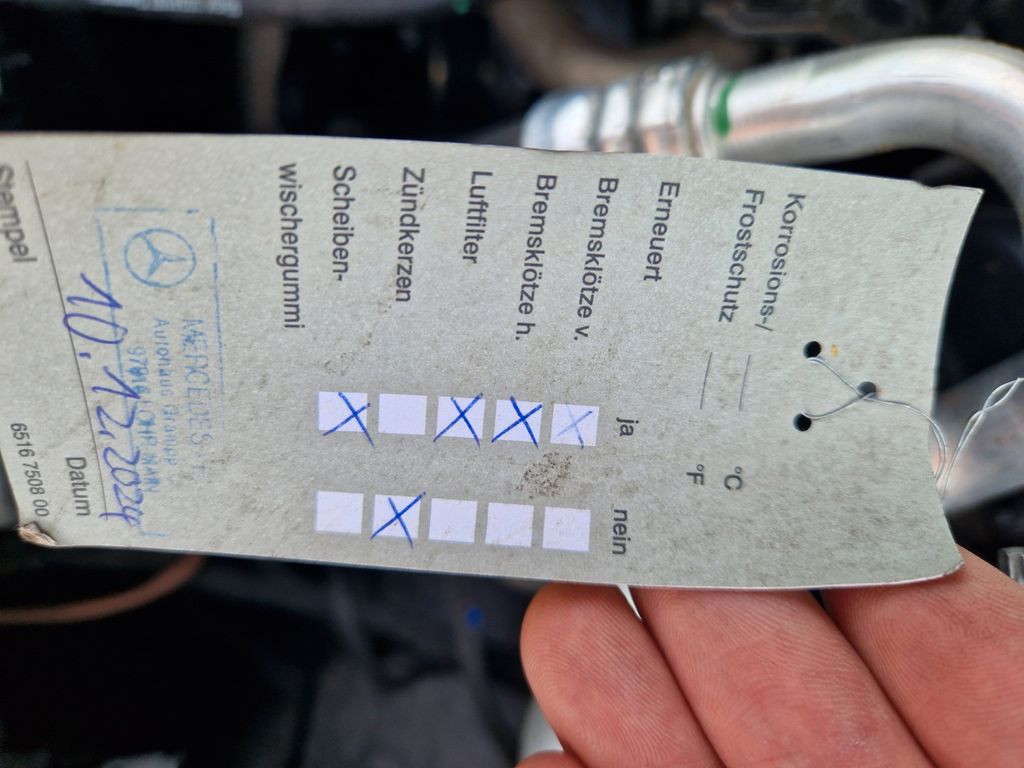 Korrosions-/
Frostschutz °C
°F
Erneuert ja nein
Bremsklötze v.
Bremsklötze h.
Luftfilter
Zündkerzen
Scheiben-
wischergummi
MERCEDES
Autohaus
10.12.2024
Stempel Datum
6516 7508 00